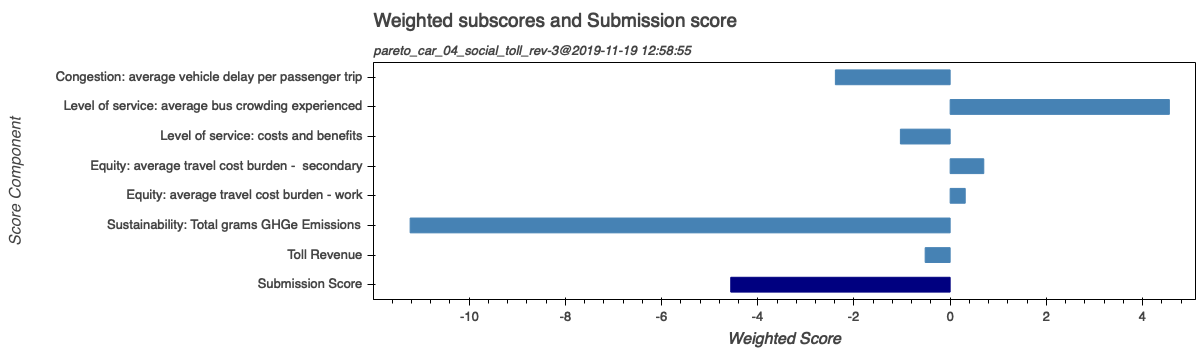 Weighted subscores and Submission score
pareto_car_04_social_toll_rev-3@2019-11-19 12:58:55
Score Component
Congestion: average vehicle delay per passenger trip
Level of service: average bus crowding experienced
Level of service: costs and benefits
Equity: average travel cost burden -  secondary
Equity: average travel cost burden - work
Sustainability: Total grams GHGe Emissions
Toll Revenue
Submission Score
-10 -8 -6 -4 -2 0 2 4
Weighted Score